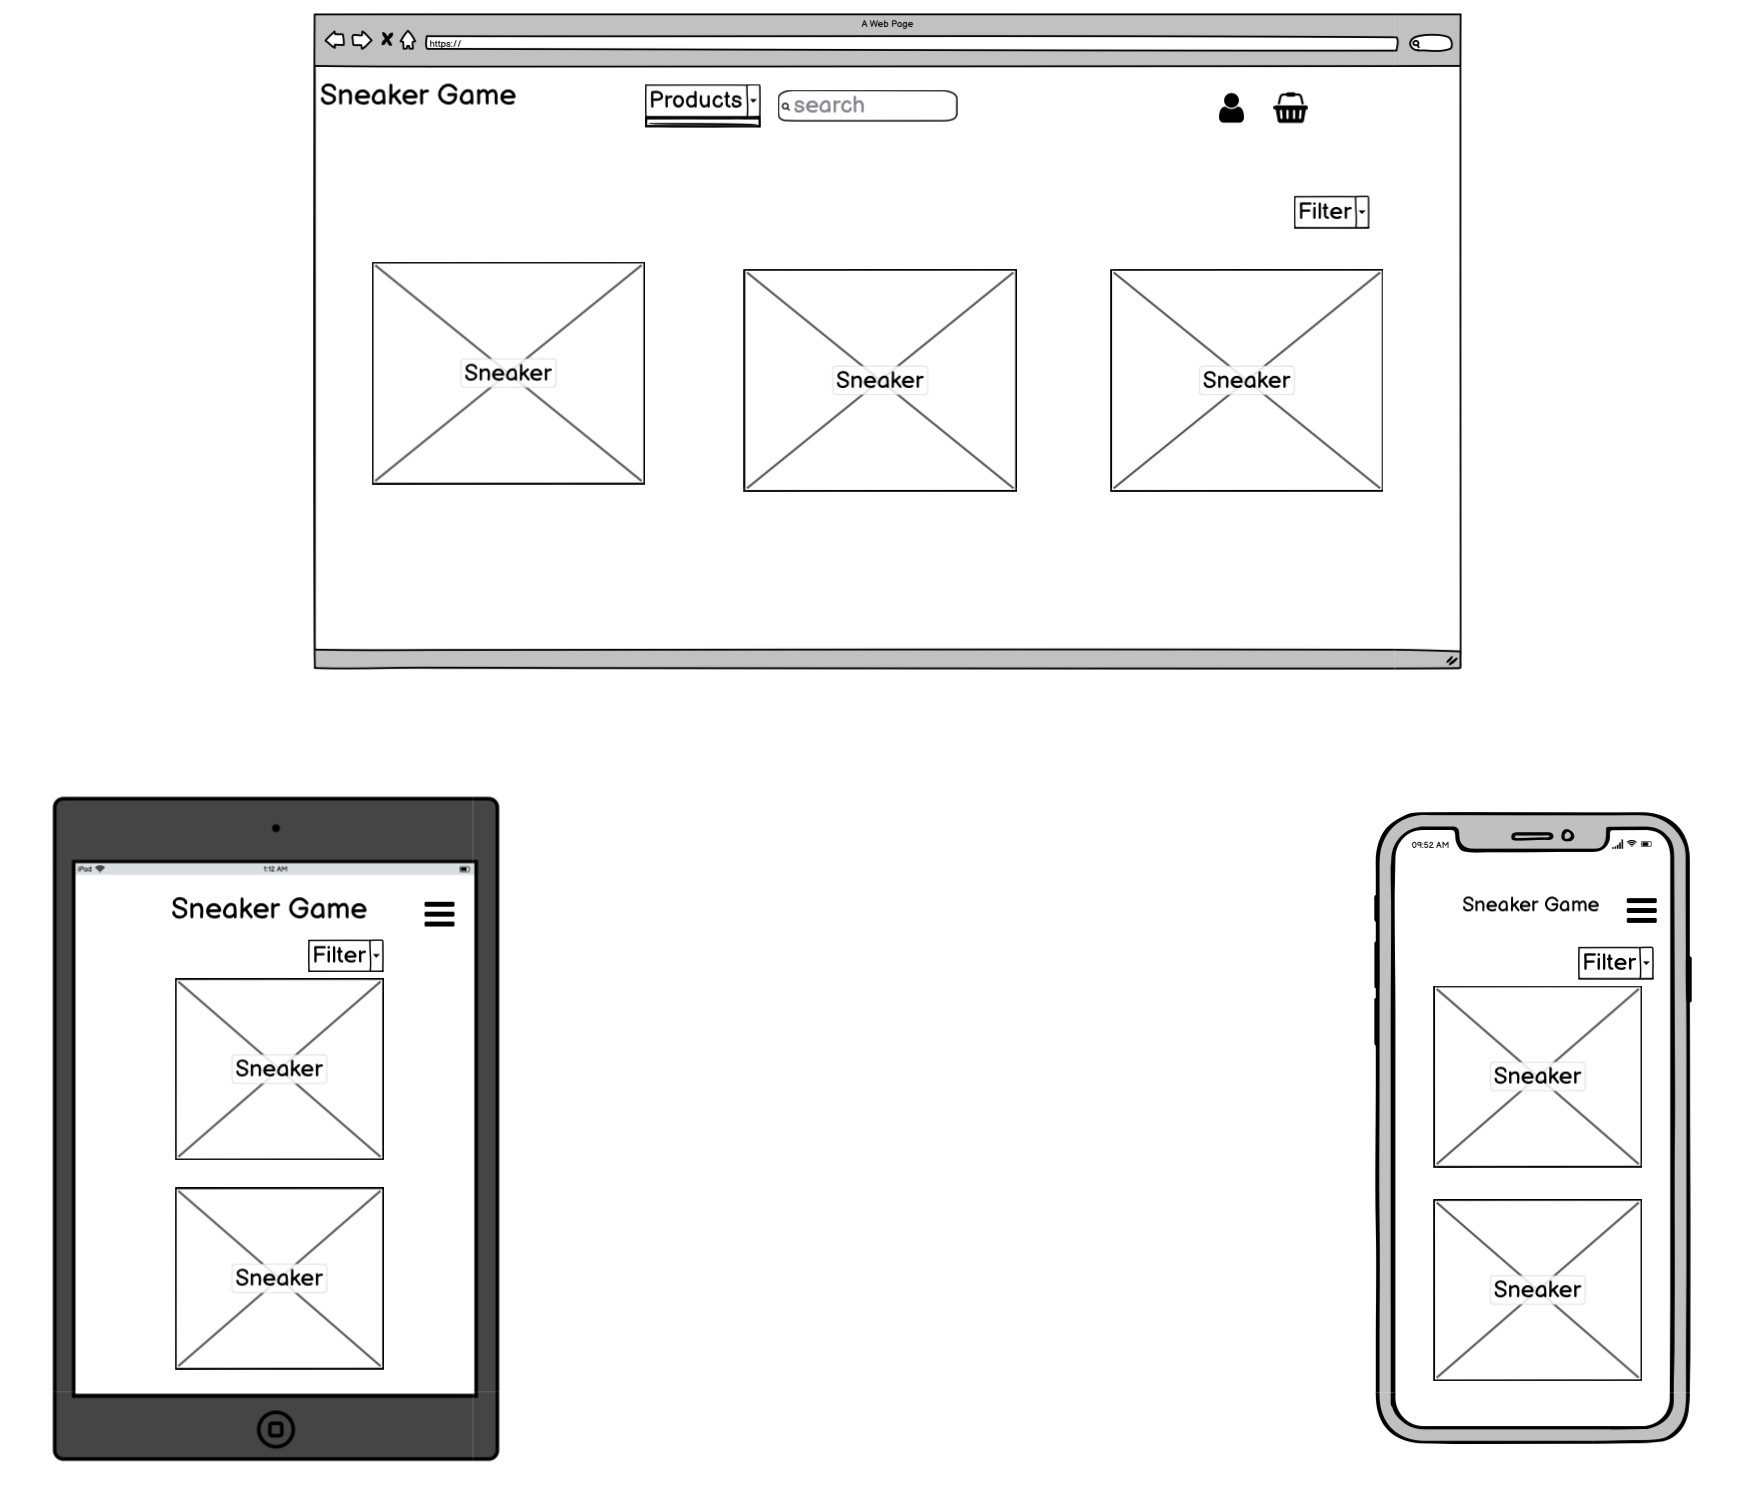 A Web Page
https://
Sneaker Game
Products
search
Filter
Sneaker
Sneaker
Sneaker
iPad
1:12 AM
Sneaker Game
Filter
Sneaker
Sneaker
09:52 AM
Sneaker Game
Filter
Sneaker
Sneaker